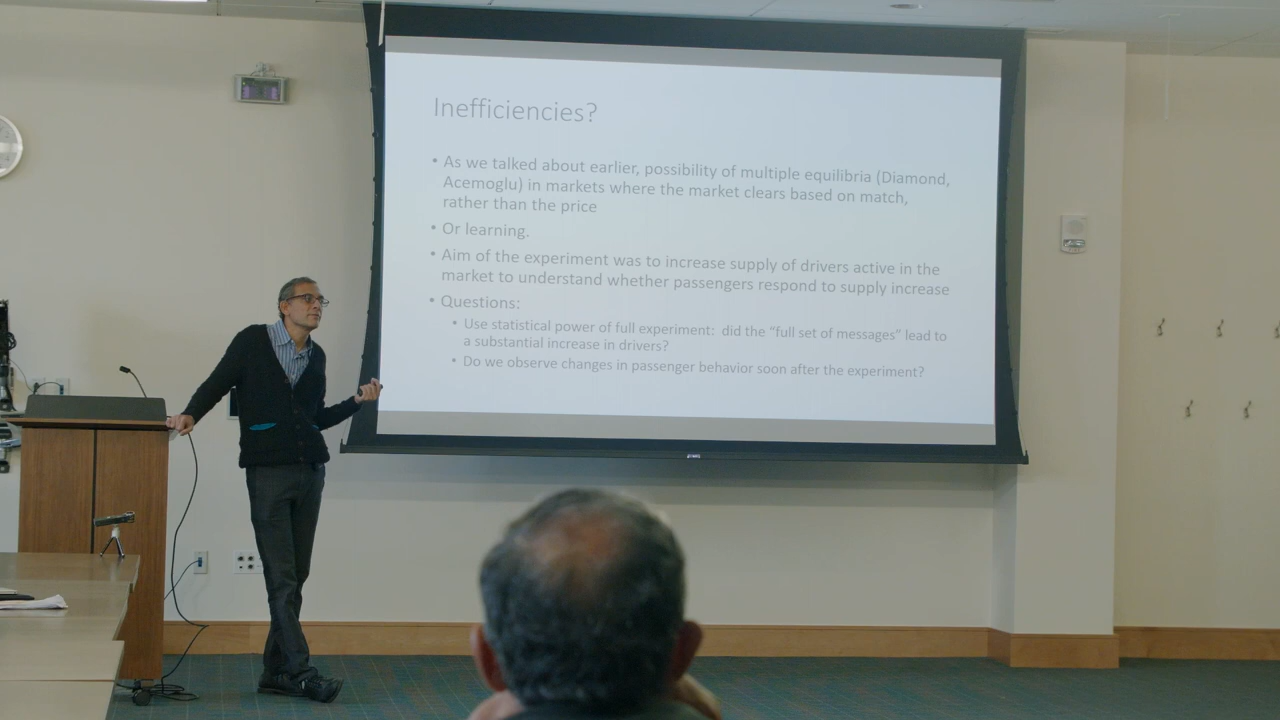 Inefficiencies?
• As we talked about earlier, possibility of multiple equilibria (Diamond,
Acemoglu) in markets where the market clears based on match,
rather than the price
• Or learning.
• Aim of the experiment was to increase supply of drivers active in the
market to understand whether passengers respond to supply increase
• Questions:
• Use statistical power of full experiment: did the "full set of messages" lead to
a substantial increase in drivers?
• Do we observe changes in passenger behavior soon after the experiment?